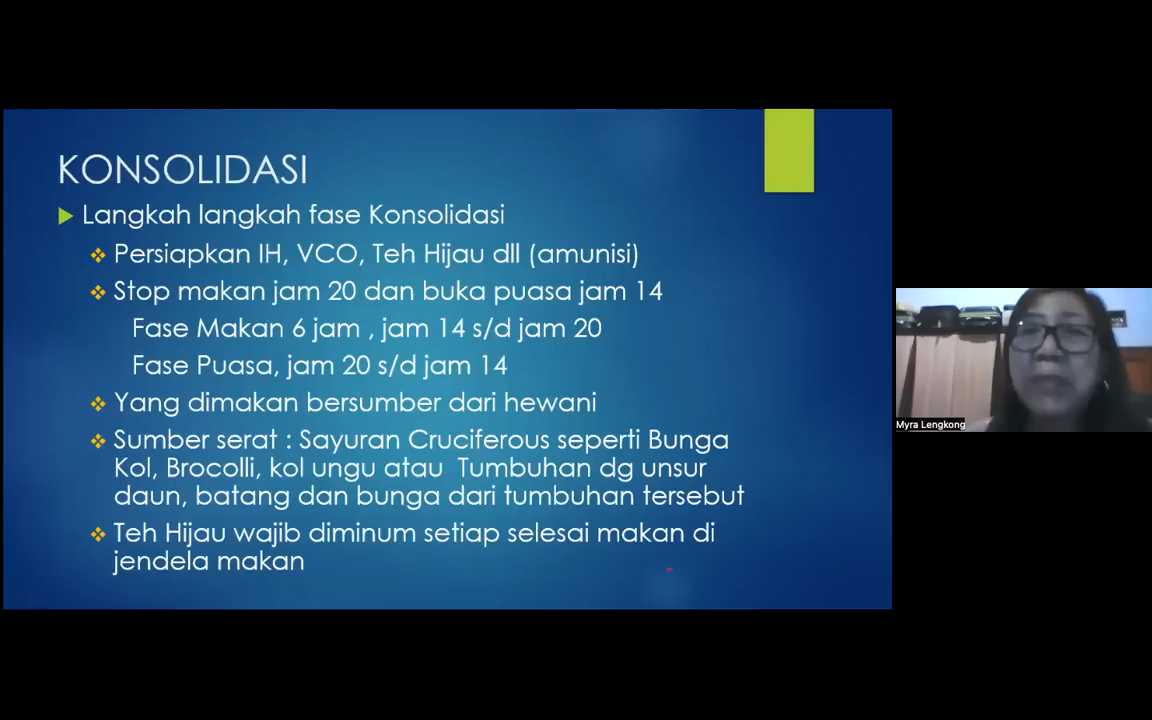 KONSOLIDASI
Langkah langkah fase Konsolidasi
Persiapkan IH, VCO, Teh Hijau dll (amunisi)
Stop makan jam 20 dan buka puasa jam 14
Fase Makan 6 jam , jam 14 s/d jam 20
Fase Puasa, jam 20 s/d jam 14
Yang dimakan bersumber dari hewani
Sumber serat : Sayuran Cruciferous seperti Bunga
Kol, Brocolli, kol ungu atau Tumbuhan dg unsur
daun, batang dan bunga dari tumbuhan tersebut
Teh Hijau wajib diminum setiap selesai makan di
jendela makan
Myra Lengkong